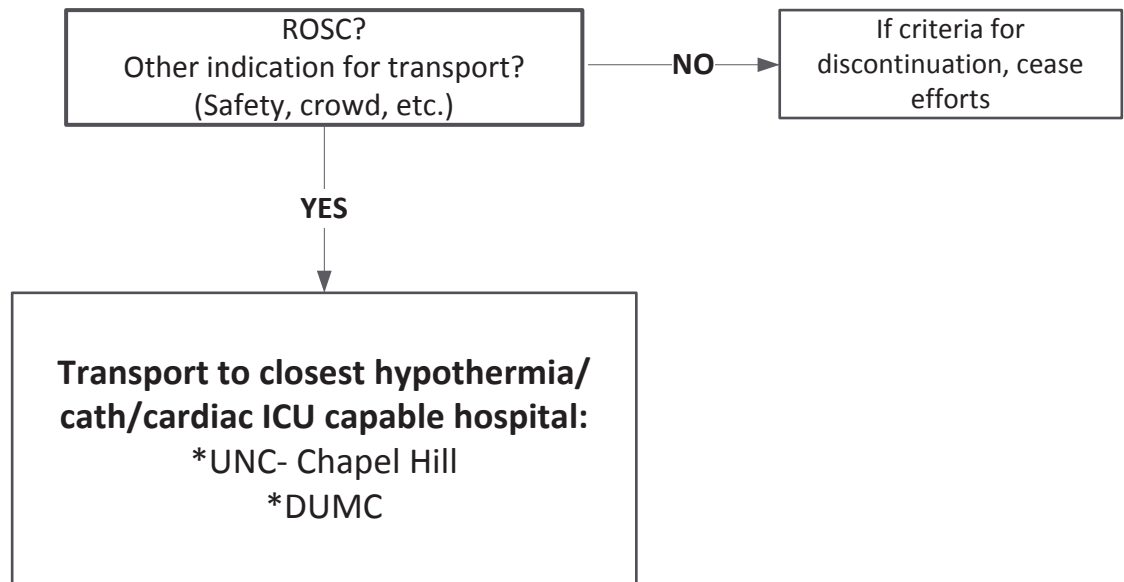 ROSC?
Other indication for transport?
(Safety, crowd, etc.)
NO
If criteria for
discontinuation, cease
efforts
YES
Transport to closest hypothermia/
cath/cardiac ICU capable hospital:
*UNC- Chapel Hill
*DUMC